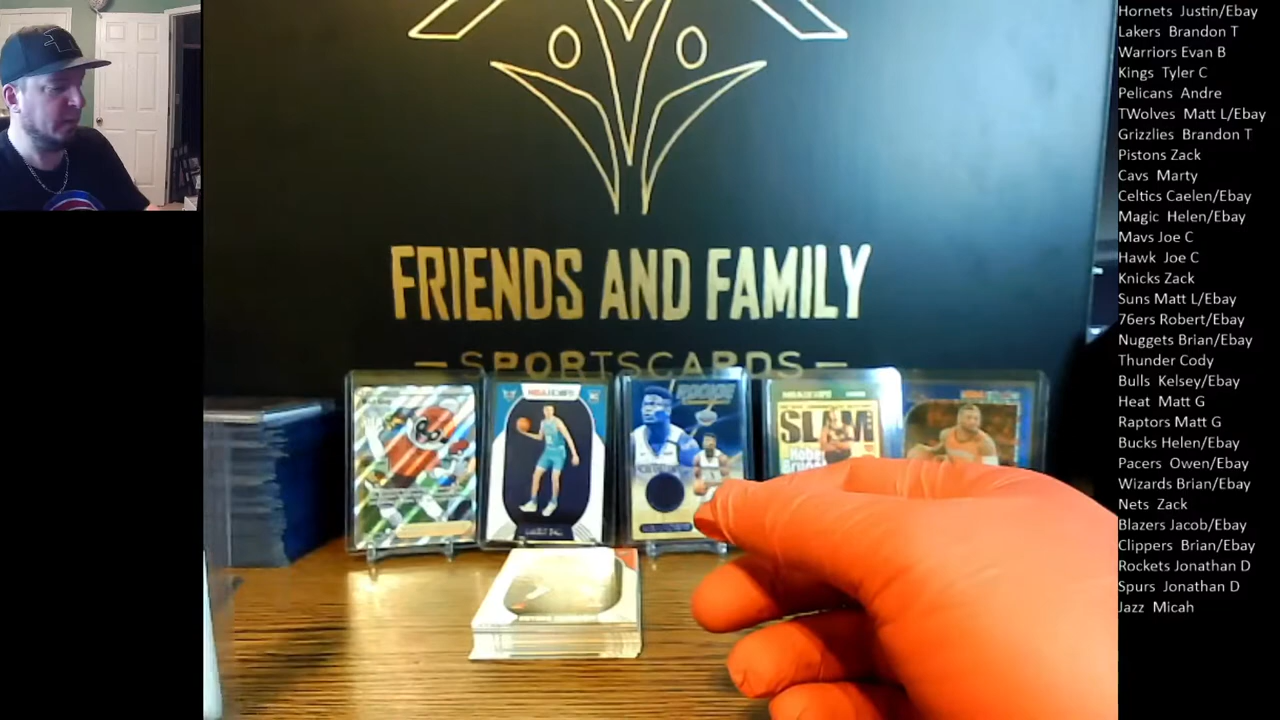 FRIENDS AND FAMILY
SPORTSCARDS
NBA HOOPS
SLAM
Kobe
Bryant
Hornets Justin/Ebay
Lakers Brandon T
Warriors Evan B
Kings Tyler C
Pelicans Andre
TWolves Matt L/Ebay
Grizzlies Brandon T
Pistons Zack
Cavs Marty
Celtics Caelen/Ebay
Magic Helen/Ebay
Mavs Joe C
Hawk Joe C
Knicks Zack
Suns Matt L/Ebay
76ers Robert/Ebay
Nuggets Brian/Ebay
Thunder Cody
Bulls Kelsey/Ebay
Heat Matt G
Raptors Matt G
Bucks Helen/Ebay
Pacers Owen/Ebay
Wizards Brian/Ebay
Nets Zack
Blazers Jacob/Ebay
Clippers Brian/Ebay
Rockets Jonathan D
Spurs Jonathan D
Jazz Micah